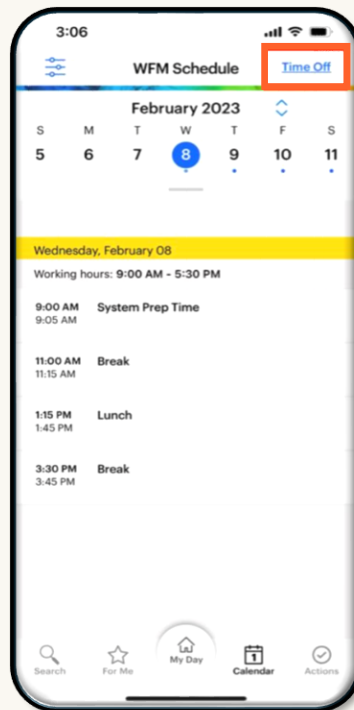 3:06
WFM Schedule Time Off
February 2023
S M T W T F S
5 6 7 8 9 10 11
Wednesday, February 08
Working hours: 9:00 AM - 5:30 PM
9:00 AM System Prep Time
9:05 AM
11:00 AM Break
11:15 AM
1:15 PM Lunch
1:45 PM
3:30 PM Break
3:45 PM
1
Search For Me My Day Calendar Actions